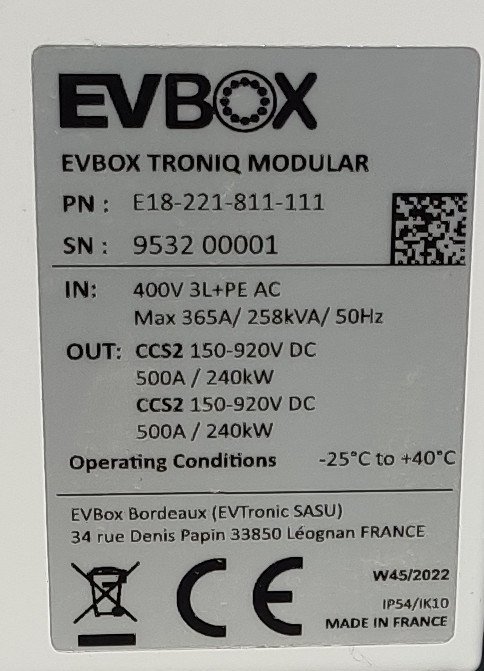 EVBOX
EVBOX TRONIQ MODULAR
PN : E18-221-811-111
SN : 9532 00001
IN: 400V 3L+PE AC
Max 365A/ 258kVA/ 50Hz
OUT: CCS2 150-920V DC
500A / 240kW
CCS2 150-920V DC
500A / 240kW
Operating Conditions -25°C to +40°C
EVBox Bordeaux (EVTronic SASU)
34 rue Denis Papin 33850 Léognan FRANCE
CE
W45/2022
IP54/IK10
MADE IN FRANCE